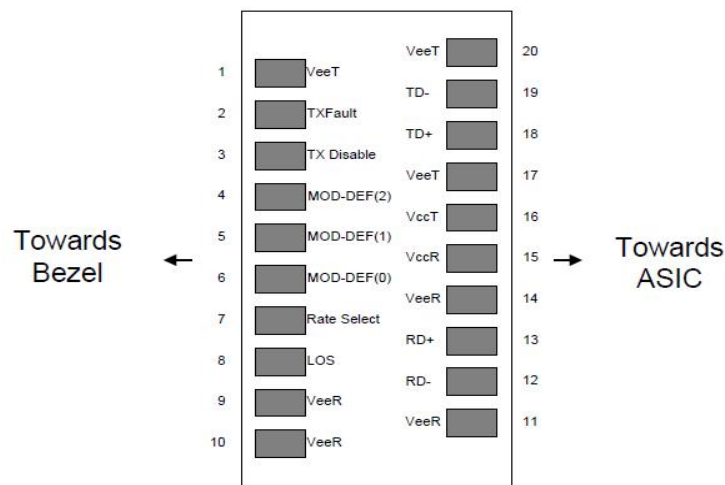 VeeT 20
1 VeeT
TD- 19
2 TXFault
TD+ 18
3 TX Disable
VeeT 17
4 MOD-DEF(2)
VccT 16
5 MOD-DEF(1)
Towards
Bezel
VccR 15
Towards
ASIC
6 MOD-DEF(0)
VeeR 14
7 Rate Select
RD+ 13
8 LOS
RD- 12
9 VeeR
VeeR 11
10 VeeR